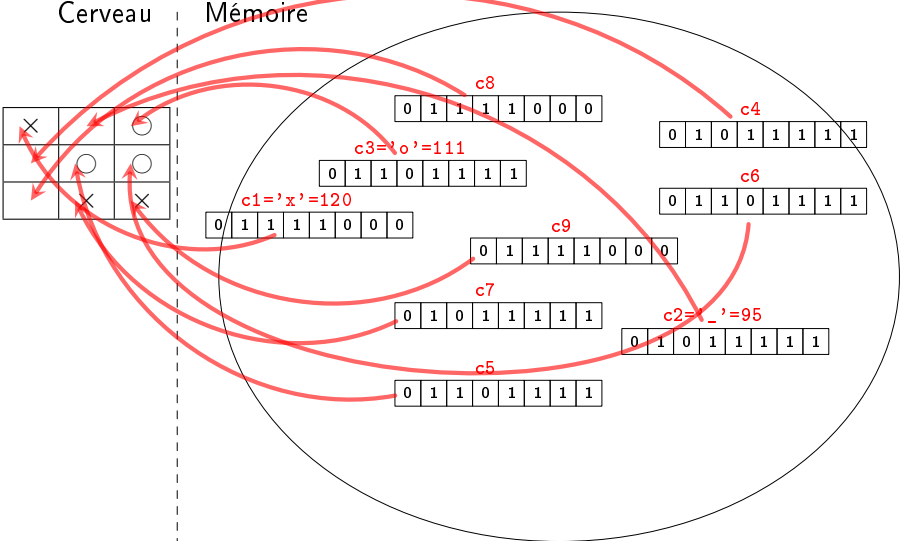 Cerveau Mémoire
c8
0 1 1 1 1 0 0 0
c4
0 1 0 1 1 1 1 1
c3='o'=111
0 1 1 0 1 1 1 1
c6
0 1 1 0 1 1 1 1
c1='x'=120
0 1 1 1 1 0 0 0
c9
0 1 1 1 1 0 0 0
c7
0 1 0 1 1 1 1 1
c2='_'=95
0 1 0 1 1 1 1 1
c5
0 1 1 0 1 1 1 1